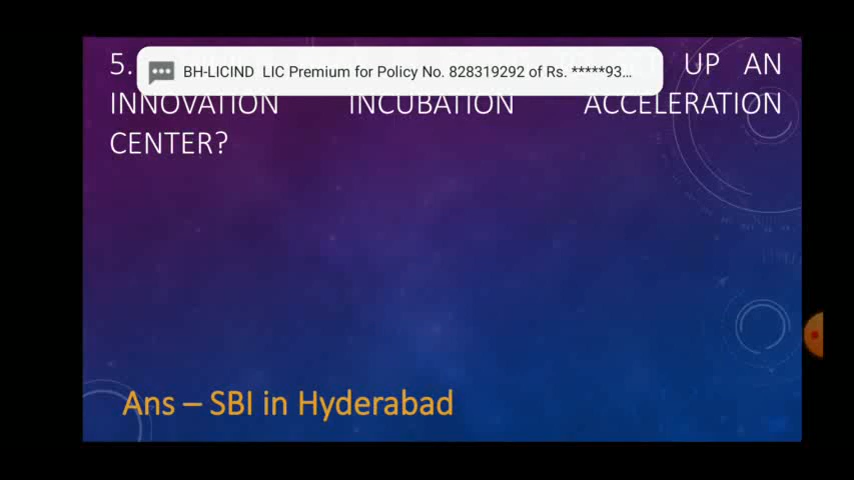 5. UP AN
BH-LICIND LIC Premium for Policy No. 828319292 of Rs. *****93...
INNOVATION INCUBATION ACCELERATION
CENTER?
Ans – SBI in Hyderabad